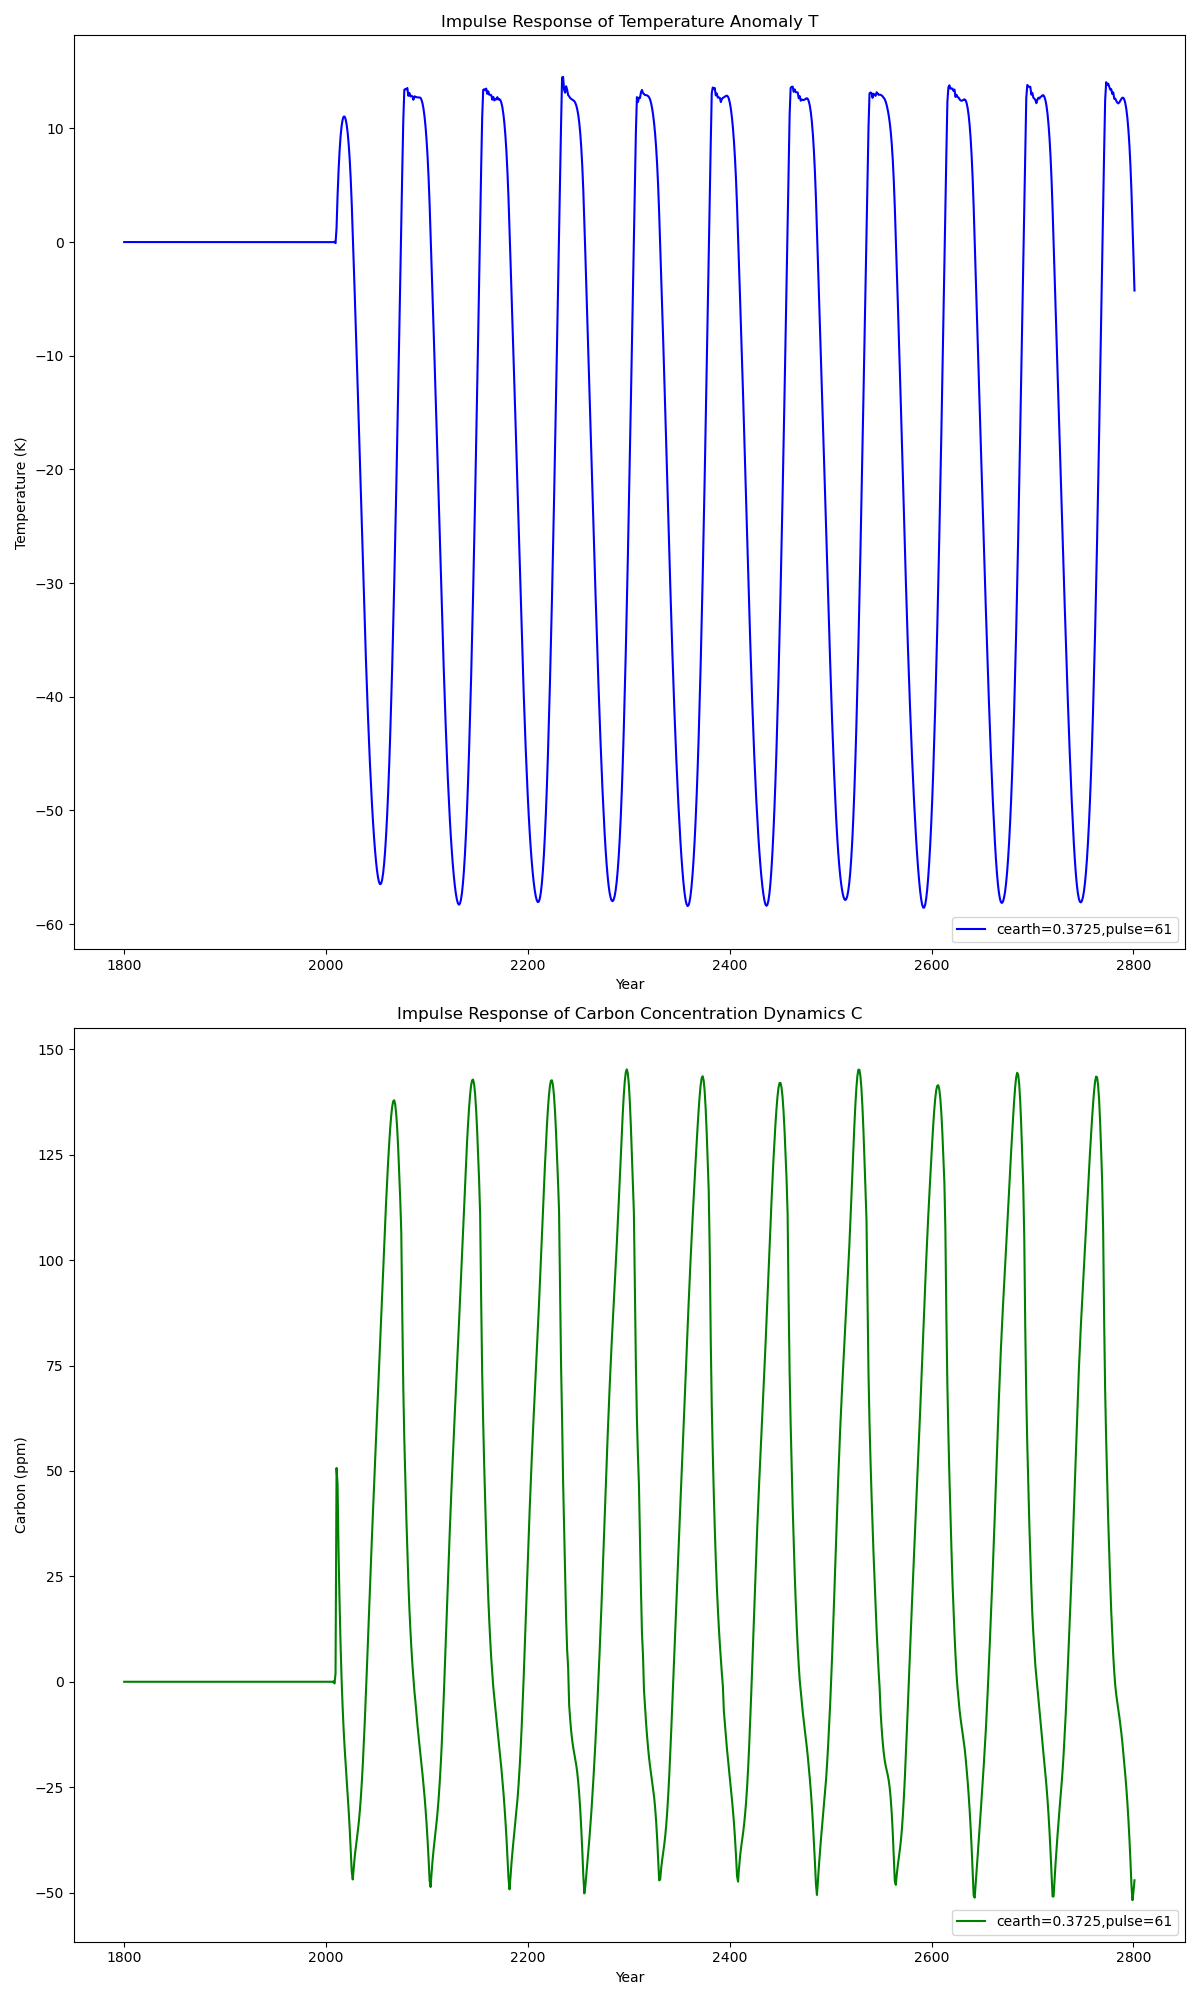 Impulse Response of Temperature Anomaly T
10
0
−10
−20
−30
−40
−50
−60
Temperature (K)
cearth=0.3725,pulse=61
1800 2000 2200 2400 2600 2800
Year
Impulse Response of Carbon Concentration Dynamics C
150
125
100
75
50
25
0
−25
−50
Carbon (ppm)
cearth=0.3725,pulse=61
1800 2000 2200 2400 2600 2800
Year